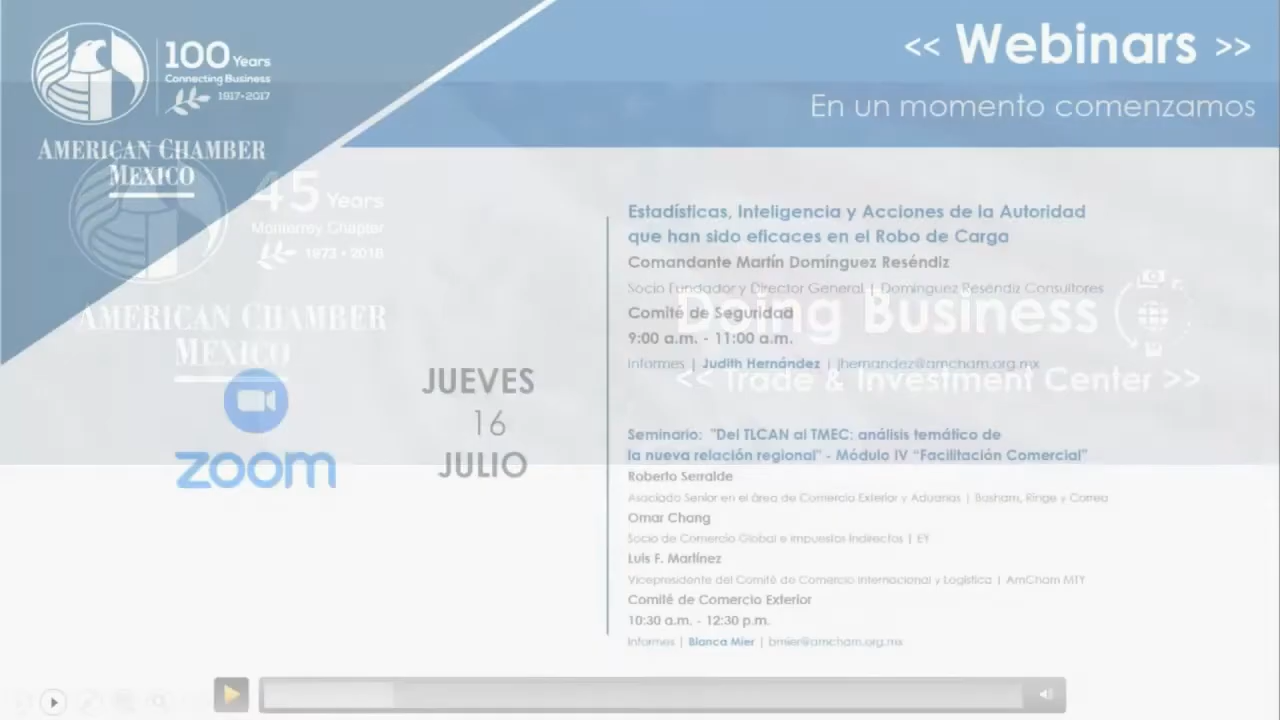 100 Years
Connecting Business
1917•2017
AMERICAN CHAMBER
MEXICO
<< Webinars >>
En un momento comenzamos
45 Years
Monterrey Chapter
1973 • 2018
AMERICAN CHAMBER
MEXICO
zoom
JUEVES
16
JULIO
Estadísticas, Inteligencia y Acciones de la Autoridad
que han sido eficaces en el Robo de Carga
Comandante Martín Domínguez Reséndiz
Socio Fundador y Director General | Domínguez Reséndiz Consultores
Comité de Seguridad
9:00 a.m. - 11:00 a.m.
Informes | Judith Hernández | jhernandez@amcham.org.mx
Doing Business
<< Trade & Investment Center >>
Seminario: "Del TLCAN al TMEC: análisis temático de
la nueva relación regional" - Módulo IV “Facilitación Comercial”
Roberto Serralde
Asociado Senior en el área de Comercio Exterior y Aduanas | Basham, Ringe y Correa
Omar Chang
Socio de Comercio Global e Impuestos Indirectos | EY
Luis F. Martínez
Vicepresidente del Comité de Comercio Internacional y Logística | AmCham MTY
Comité de Comercio Exterior
10:30 a.m. - 12:30 p.m.
Informes | Blanca Mier | bmier@amcham.org.mx